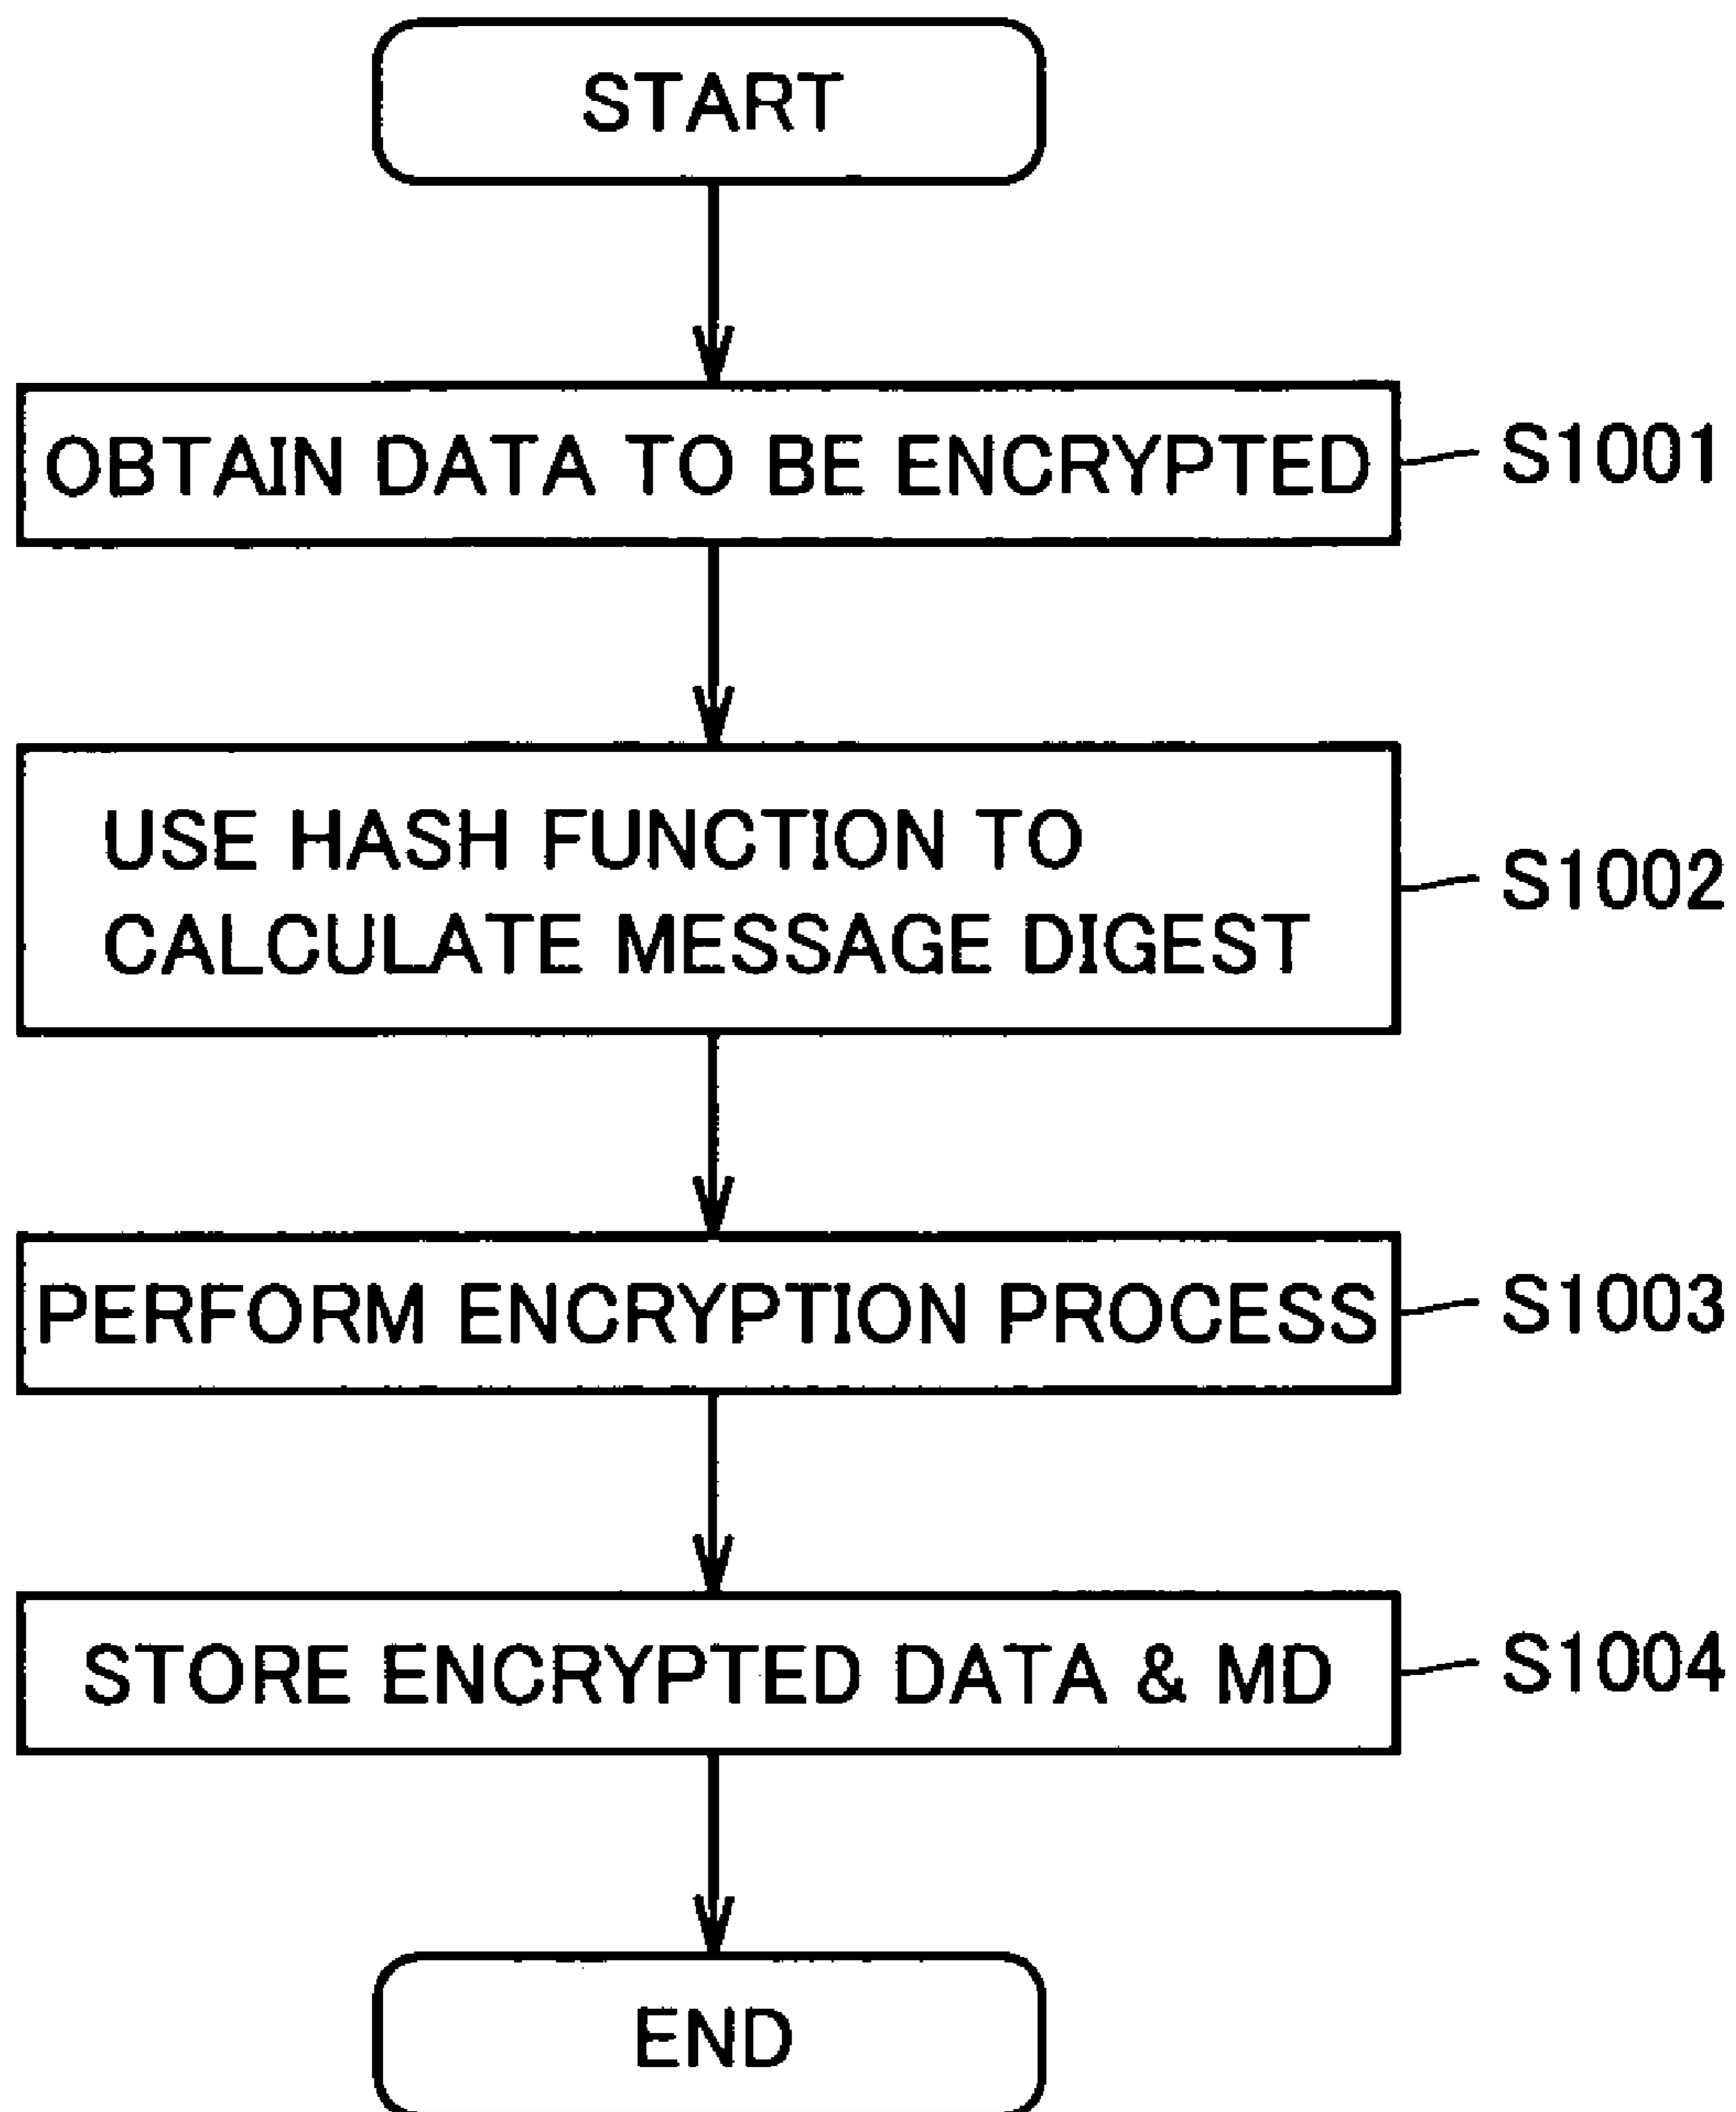 START
OBTAIN DATA TO BE ENCRYPTED
S1001
USE HASH FUNCTION TO
CALCULATE MESSAGE DIGEST
S1002
PERFORM ENCRYPTION PROCESS
S1003
STORE ENCRYPTED DATA & MD
S1004
END